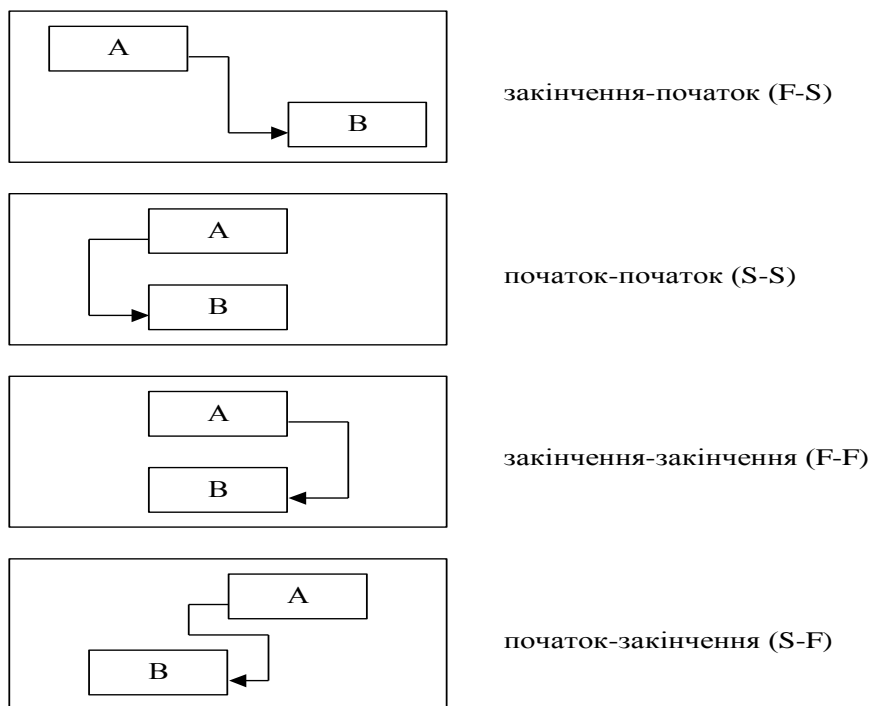 A
B
закінчення-початок (F-S)
A
B
початок-початок (S-S)
A
B
закінчення-закінчення (F-F)
A
B
початок-закінчення (S-F)